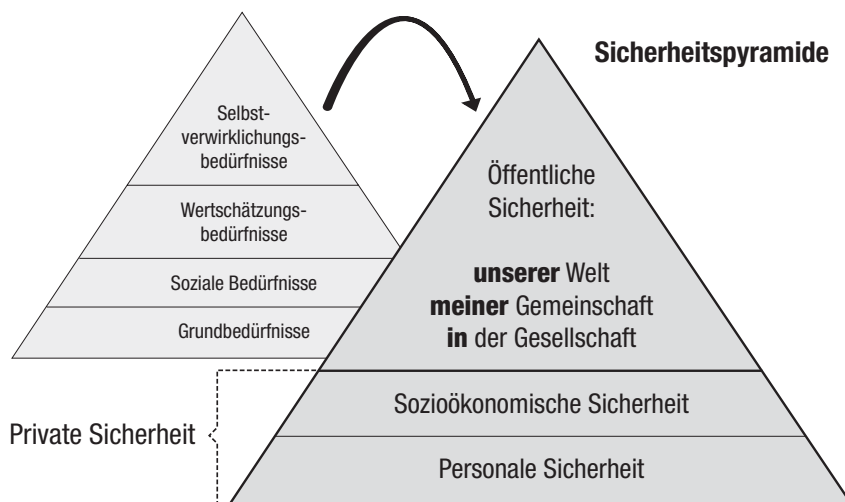 Sicherheitspyramide
Selbst-
verwirklichungs-
bedürfnisse
Wertschätzungs-
bedürfnisse
Soziale Bedürfnisse
Grundbedürfnisse
Öffentliche
Sicherheit:
unserer Welt
meiner Gemeinschaft
in der Gesellschaft
Private Sicherheit
Sozioökonomische Sicherheit
Personale Sicherheit